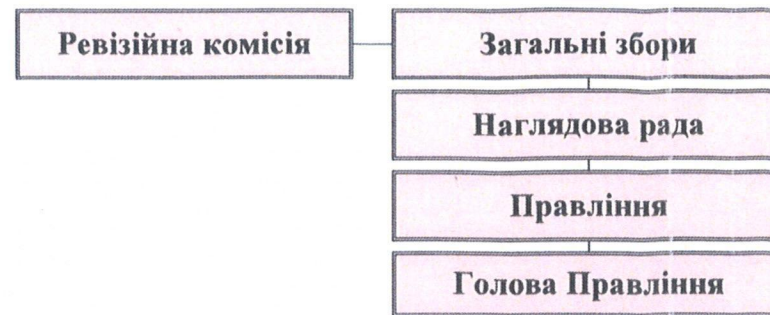 Ревізійна комісія
Загальні збори
Наглядова рада
Правління
Голова Правління